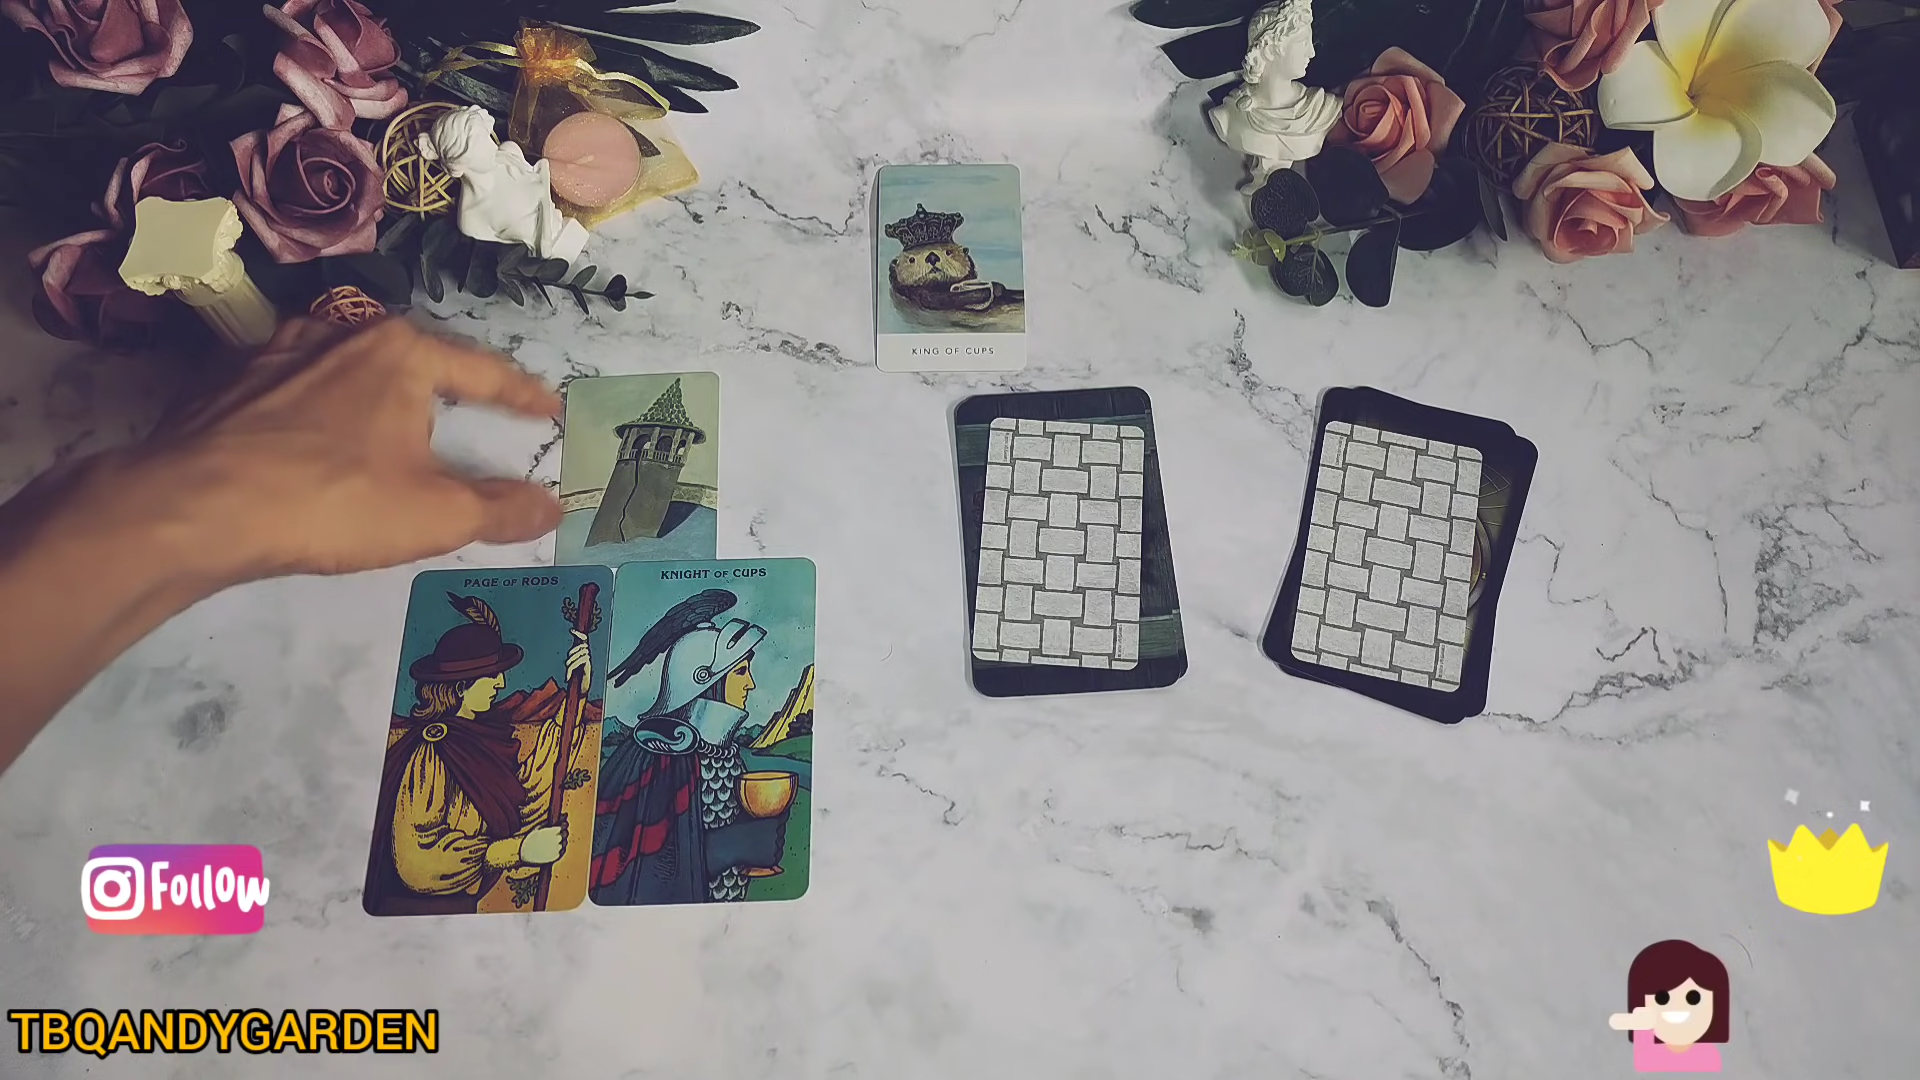 KING OF CUPS
PAGE OF RODS
KNIGHT OF CUPS
Follow
TBQANDYGARDEN